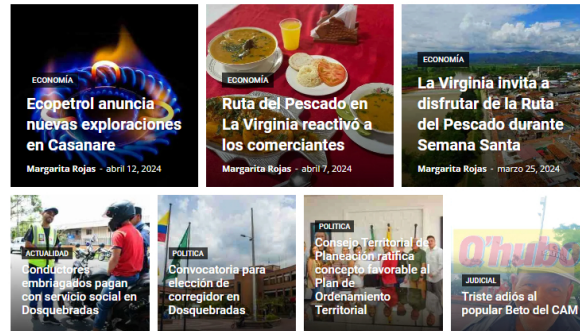 ECONOMÍA
Ecopetrol anuncia
nuevas exploraciones
en Casanare
Margarita Rojas - abril 12, 2024
ECONOMÍA
Ruta del Pescado en
La Virginia reactivó a
los comerciantes
Margarita Rojas - abril 7, 2024
ECONOMÍA
La Virginia invita a
disfrutar de la Ruta
del Pescado durante
Semana Santa
Margarita Rojas - marzo 25, 2024
ACTUALIDAD
Conductores
embriagados pagan
con servicio social en
Dosquebradas
POLITICA
Convocatoria para
elección de
corregidor en
Dosquebradas
POLITICA
Consejo Territorial de
Planeación ratifica
concepto favorable al
Plan de
Ordenamiento
Territorial
O'hubo
JUDICIAL
Triste adiós al
popular Beto del CAM